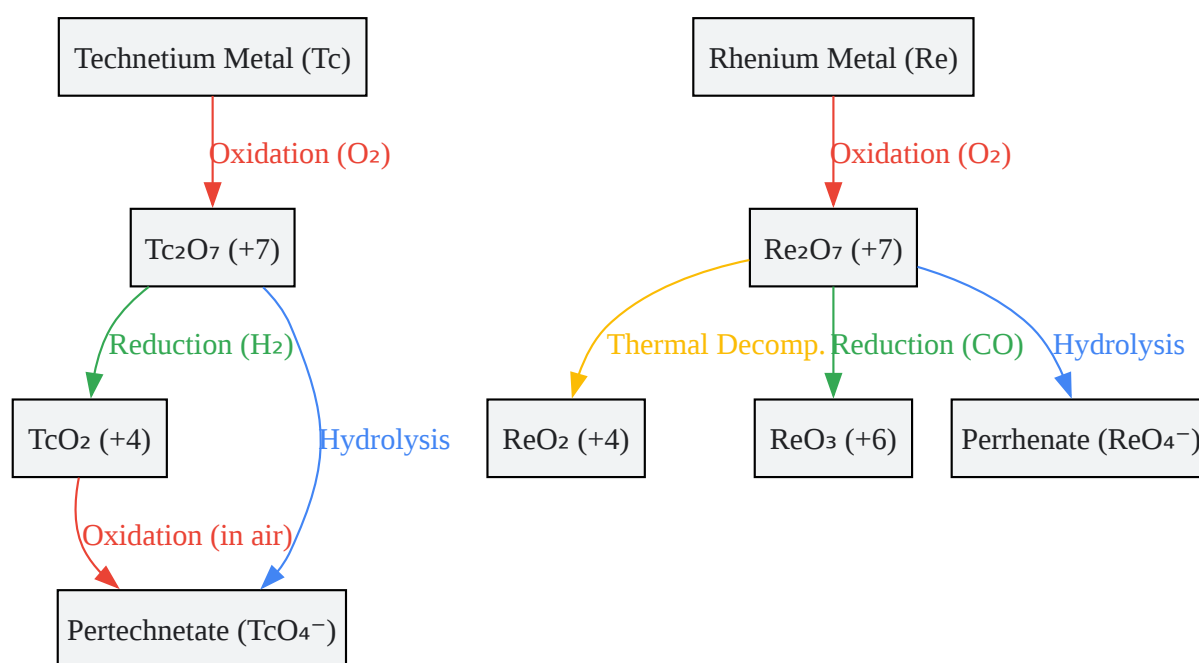 Technetium Metal (Tc)
Rhenium Metal (Re)
Oxidation (O₂)
Oxidation (O₂)
Tc₂O₇ (+7)
Re₂O₇ (+7)
Reduction (H₂)
Thermal Decomp.
Reduction (CO)
Hydrolysis
TcO₂ (+4)
Hydrolysis
ReO₂ (+4)
ReO₃ (+6)
Perrhenate (ReO₄⁻)
Oxidation (in air)
Pertechnetate (TcO₄⁻)